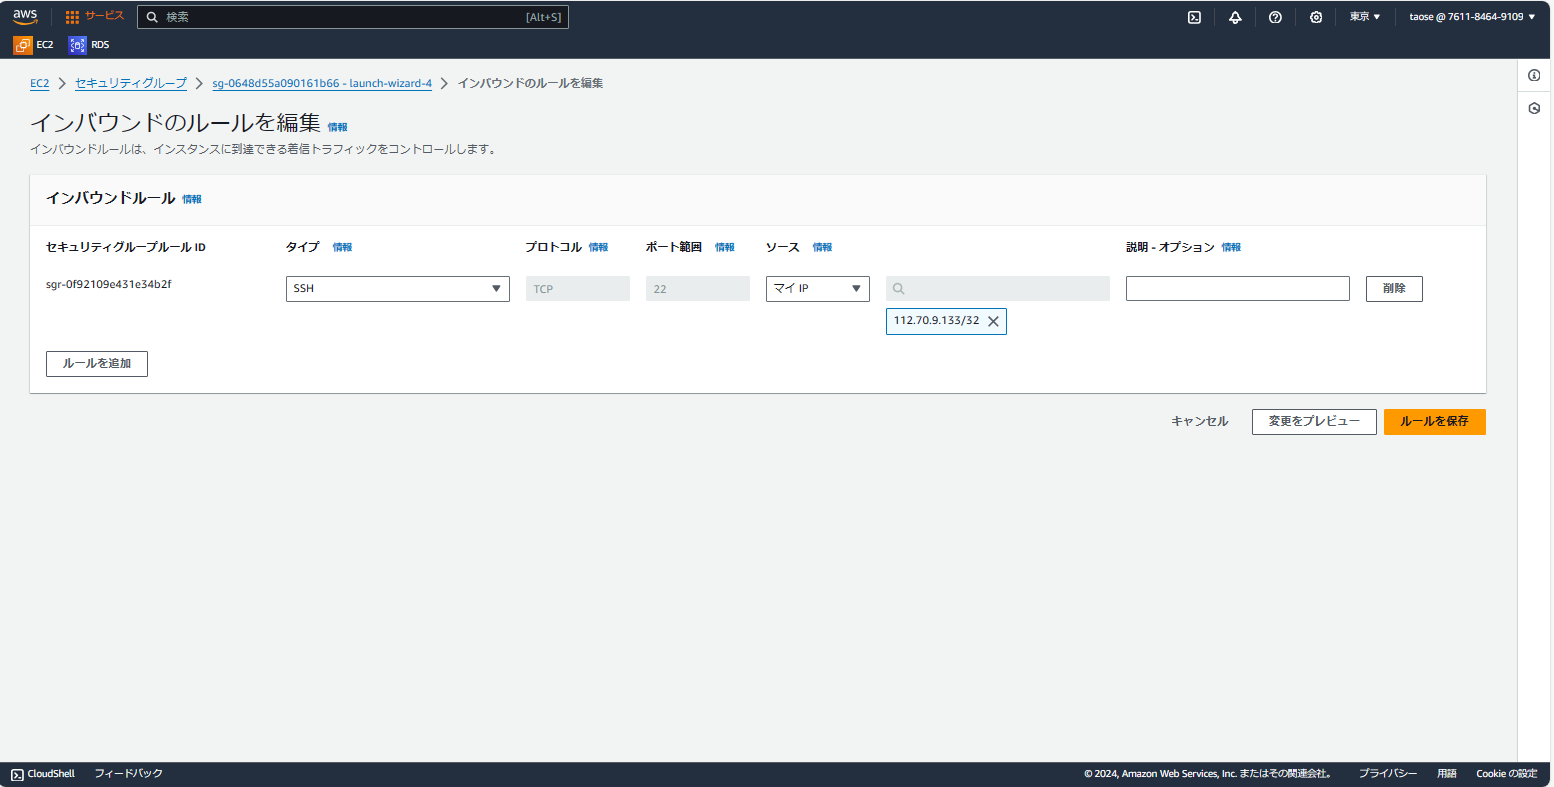 aws サービス 検索 [Alt+S] 東京 taose @ 7611-8464-9109
EC2 RDS
EC2 セキュリティグループ sg-0648d55a090161b66 - launch-wizard-4 インバウンドのルールを編集
インバウンドのルールを編集 情報
インバウンドルールは、インスタンスに到達できる着信トラフィックをコントロールします。
インバウンドルール 情報
セキュリティグループルール ID タイプ 情報 プロトコル 情報 ポート範囲 情報 ソース 情報 説明 - オプション 情報
sgr-0f92109e431e34b2f SSH TCP 22 マイ IP 削除
112.70.9.133/32
ルールを追加
キャンセル 変更をプレビュー ルールを保存
CloudShell フィードバック © 2024, Amazon Web Services, Inc. またはその関連会社。 プライバシー 用語 Cookie の設定